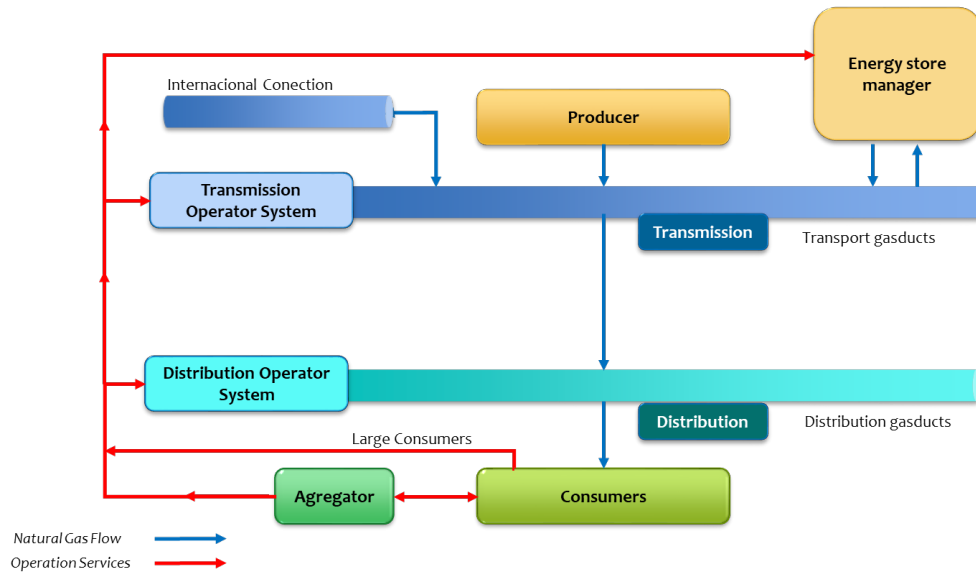 Energy store
manager
Internacional Conection
Producer
Transmission
Operator System
Transmission
Transport gasducts
Distribution Operator
System
Distribution
Distribution gasducts
Large Consumers
Agregator
Consumers
Natural Gas Flow
Operation Services